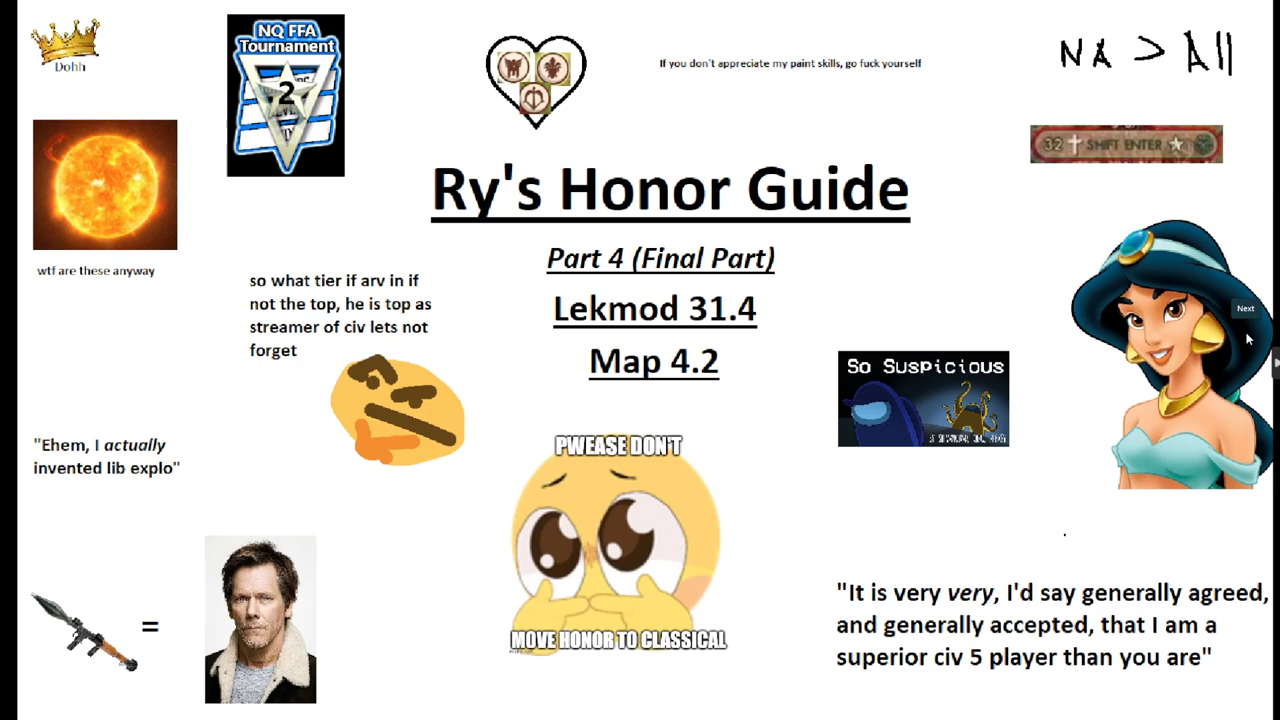 Dohh
NQ FFA
Tournament
2
If you don't appreciate my paint skills, go fuck yourself
NA > All
32 SHIFT ENTER
Ry's Honor Guide
Part 4 (Final Part)
Lekmod 31.4
Map 4.2
wtf are these anyway
so what tier if arv in if
not the top, he is top as
streamer of civ lets not
forget
Next
So Suspicious
"Ehem, I actually
invented lib explo"
PWEASE DON'T
MOVE HONOR TO CLASSICAL
=
"It is very very, I'd say generally agreed,
and generally accepted, that I am a
superior civ 5 player than you are"